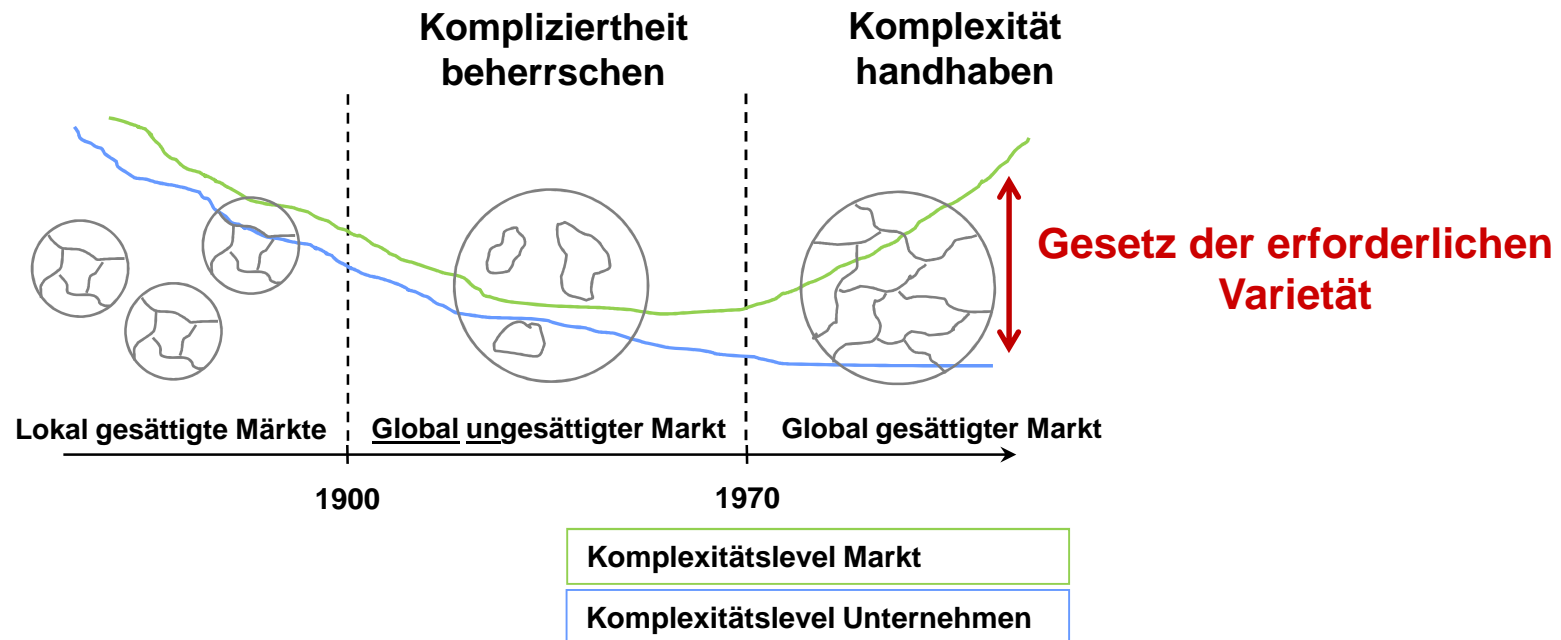 Kompliziertheit
beherrschen
Komplexität
handhaben
Gesetz der erforderlichen
Varietät
Lokal gesättigte Märkte
Global ungesättigter Markt
Global gesättigter Markt
1900
1970
Komplexitätslevel Markt
Komplexitätslevel Unternehmen